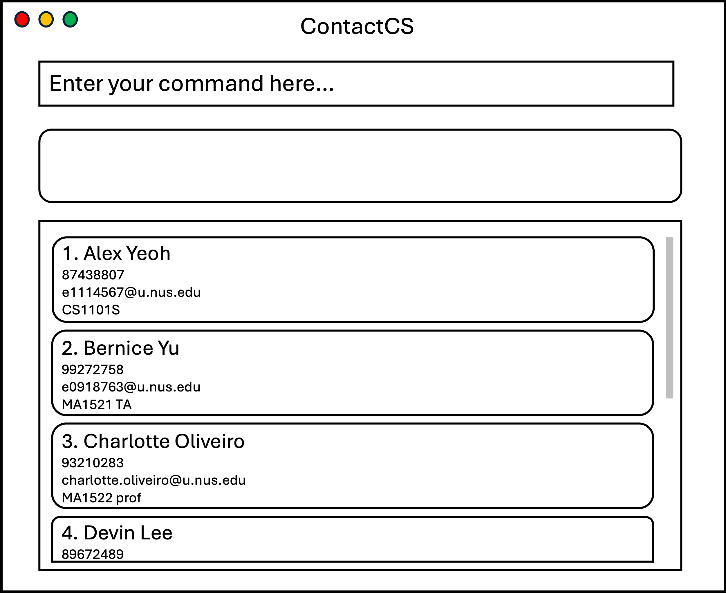 ContactCS
Enter your command here...
1. Alex Yeoh
87438807
e1114567@u.nus.edu
CS1101S
2. Bernice Yu
99272758
e0918763@u.nus.edu
MA1521 TA
3. Charlotte Oliveiro
93210283
charlotte.oliveiro@u.nus.edu
MA1522 prof
4. Devin Lee
89672489